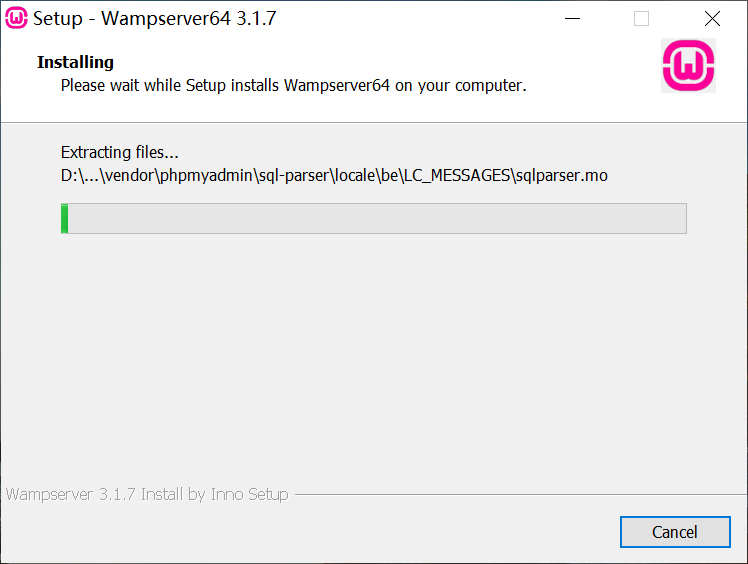 Setup - Wampserver64 3.1.7
Installing
Please wait while Setup installs Wampserver64 on your computer.
Extracting files...
D:\...\vendor\phpmyadmin\sql-parser\locale\be\LC_MESSAGES\sqlparser.mo
Wampserver 3.1.7 Install by Inno Setup
Cancel